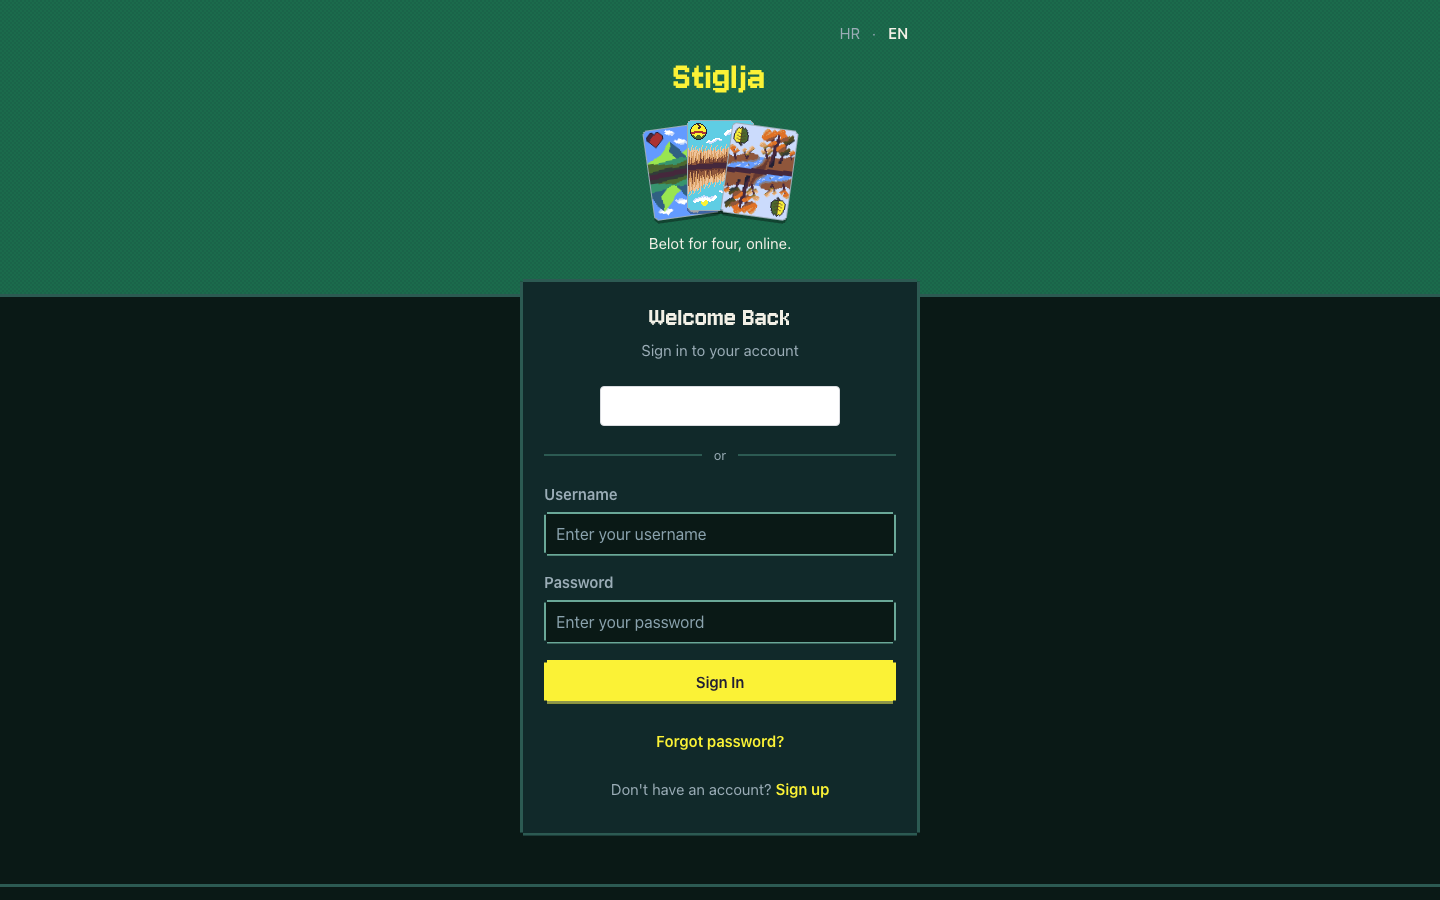 HR · EN
Stiglja
Belot for four, online.
Welcome Back
Sign in to your account
or
Username
Enter your username
Password
Enter your password
Sign In
Forgot password?
Don't have an account? Sign up